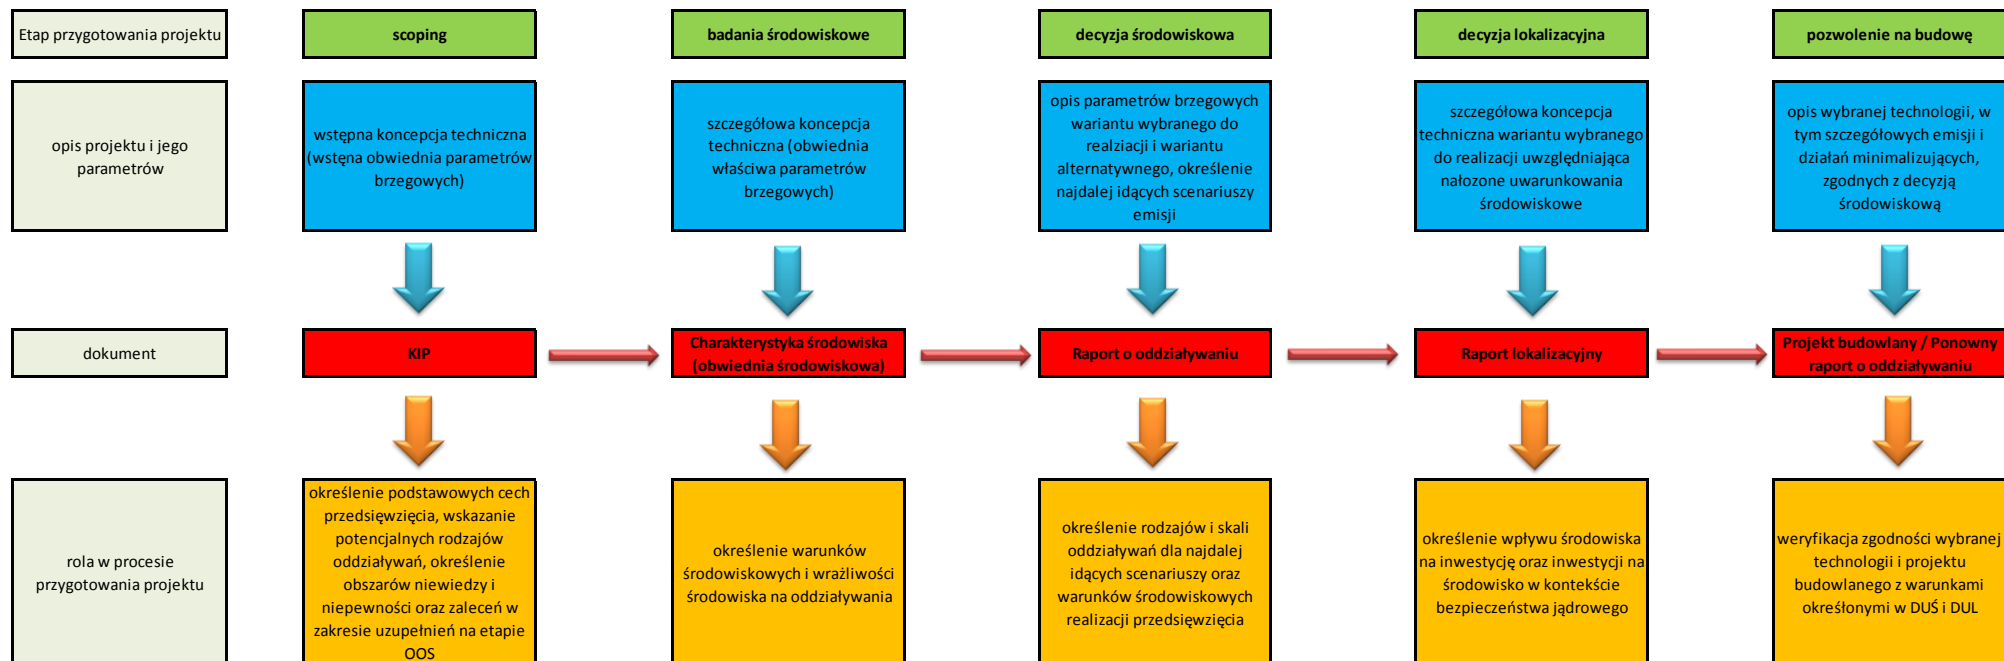 Etap przygotowania projektu
scoping
badania środowiskowe
decyzja środowiskowa
decyzja lokalizacyjna
pozwolenie na budowę
opis projektu i jego
parametrów
wstępna koncepcja techniczna
(wstęna obwiednia parametrów
brzegowych)
szczegółowa koncepcja
techniczna (obwiednia
właściwa parametrów
brzegowych)
opis parametrów brzegowych
wariantu wybranego do
realziacji i wariantu
alternatywnego, określenie
najdalej idących scenariuszy
emisji
szczegółowa koncepcja
techniczna wariantu wybranego
do realizacji uwzględniająca
nałozone uwarunkowania
środowiskowe
opis wybranej technologii, w
tym szczegółowych emisji i
działań minimalizujących,
zgodnych z decyzją
środowiskową
dokument
KIP
Charakterystyka środowiska
(obwiednia środowiskowa)
Raport o oddziaływaniu
Raport lokalizacyjny
Projekt budowlany / Ponowny
raport o oddziaływaniu
rola w procesie
przygotowania projektu
określenie podstawowych cech
przedsięwzięcia, wskazanie
potencjalnych rodzajów
oddziaływań, określenie
obszarów niewiedzy i
niepewności oraz zaleceń w
zakresie uzupełnień na etapie
OOS
określenie warunków
środowiskowych i wrażliwości
środowiska na oddziaływania
określenie rodzajów i skali
oddziaływań dla najdalej
idących scenariuszy oraz
warunków środowiskowych
realizacji przedsięwzięcia
określenie wpływu środowiska
na inwestycję oraz inwestycji na
środowisko w kontekście
bezpieczeństwa jądrowego
weryfikacja zgodności wybranej
technologii i projektu
budowlanego z warunkami
okreśłonymi w DUŚ i DUL